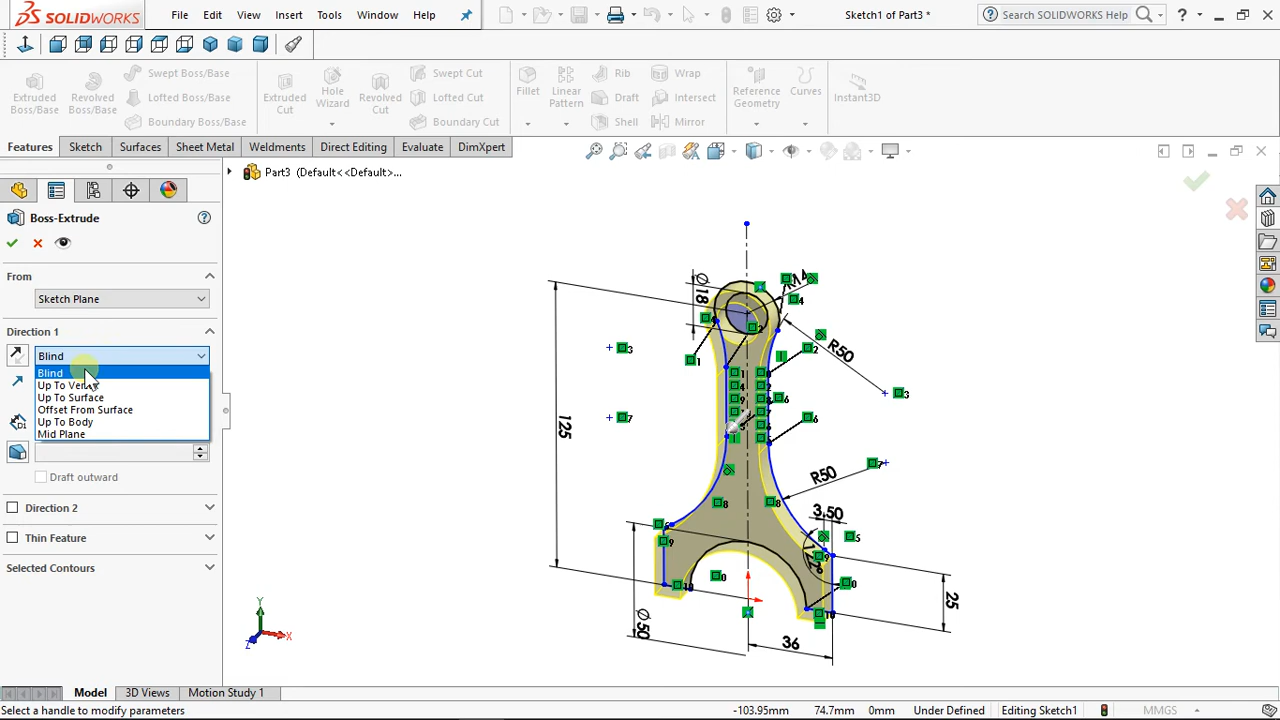 SOLIDWORKS File Edit View Insert Tools Window Help Sketch1 of Part3 * Search SOLIDWORKS Help ?
Swept Boss/Base Swept Cut Rib Wrap
Extruded Boss/Base Revolved Boss/Base Lofted Boss/Base Extruded Cut Hole Wizard Revolved Cut Lofted Cut Fillet Linear Pattern Draft Intersect Reference Geometry Curves Instant3D
Boundary Boss/Base Boundary Cut Shell Mirror
Features Sketch Surfaces Sheet Metal Weldments Direct Editing Evaluate DimXpert
Part3 (Default<<Default>...
Boss-Extrude
From
Sketch Plane
Direction 1
Blind
Blind
Up To
Up To Surface
Offset From Surface
Up To Body
Mid Plane
Draft outward
Direction 2
Thin Feature
Selected Contours
Ø18
R50
125
R50
3.50
Ø50
25
36
Y
X
Z
Model 3D Views Motion Study 1
Select a handle to modify parameters -103.95mm 74.7mm 0mm Under Defined Editing Sketch1 MMGS